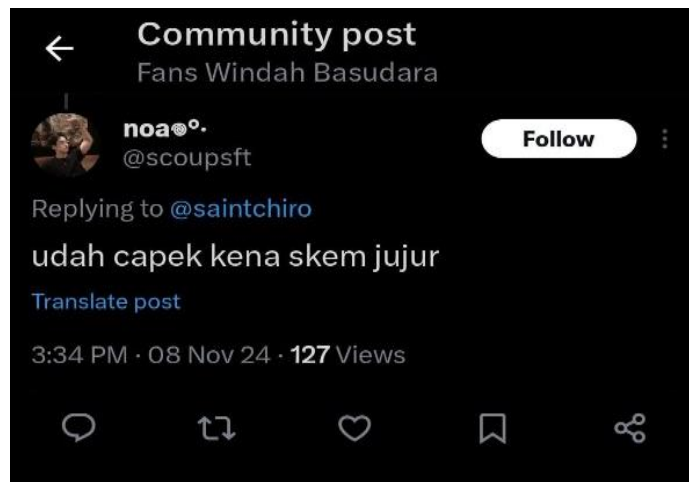 Community post
Fans Windah Basudara
noa𖦹°‧
@scoupsft
Follow
Replying to @saintchiro
udah capek kena skem jujur
Translate post
3:34 PM · 08 Nov 24 · 127 Views